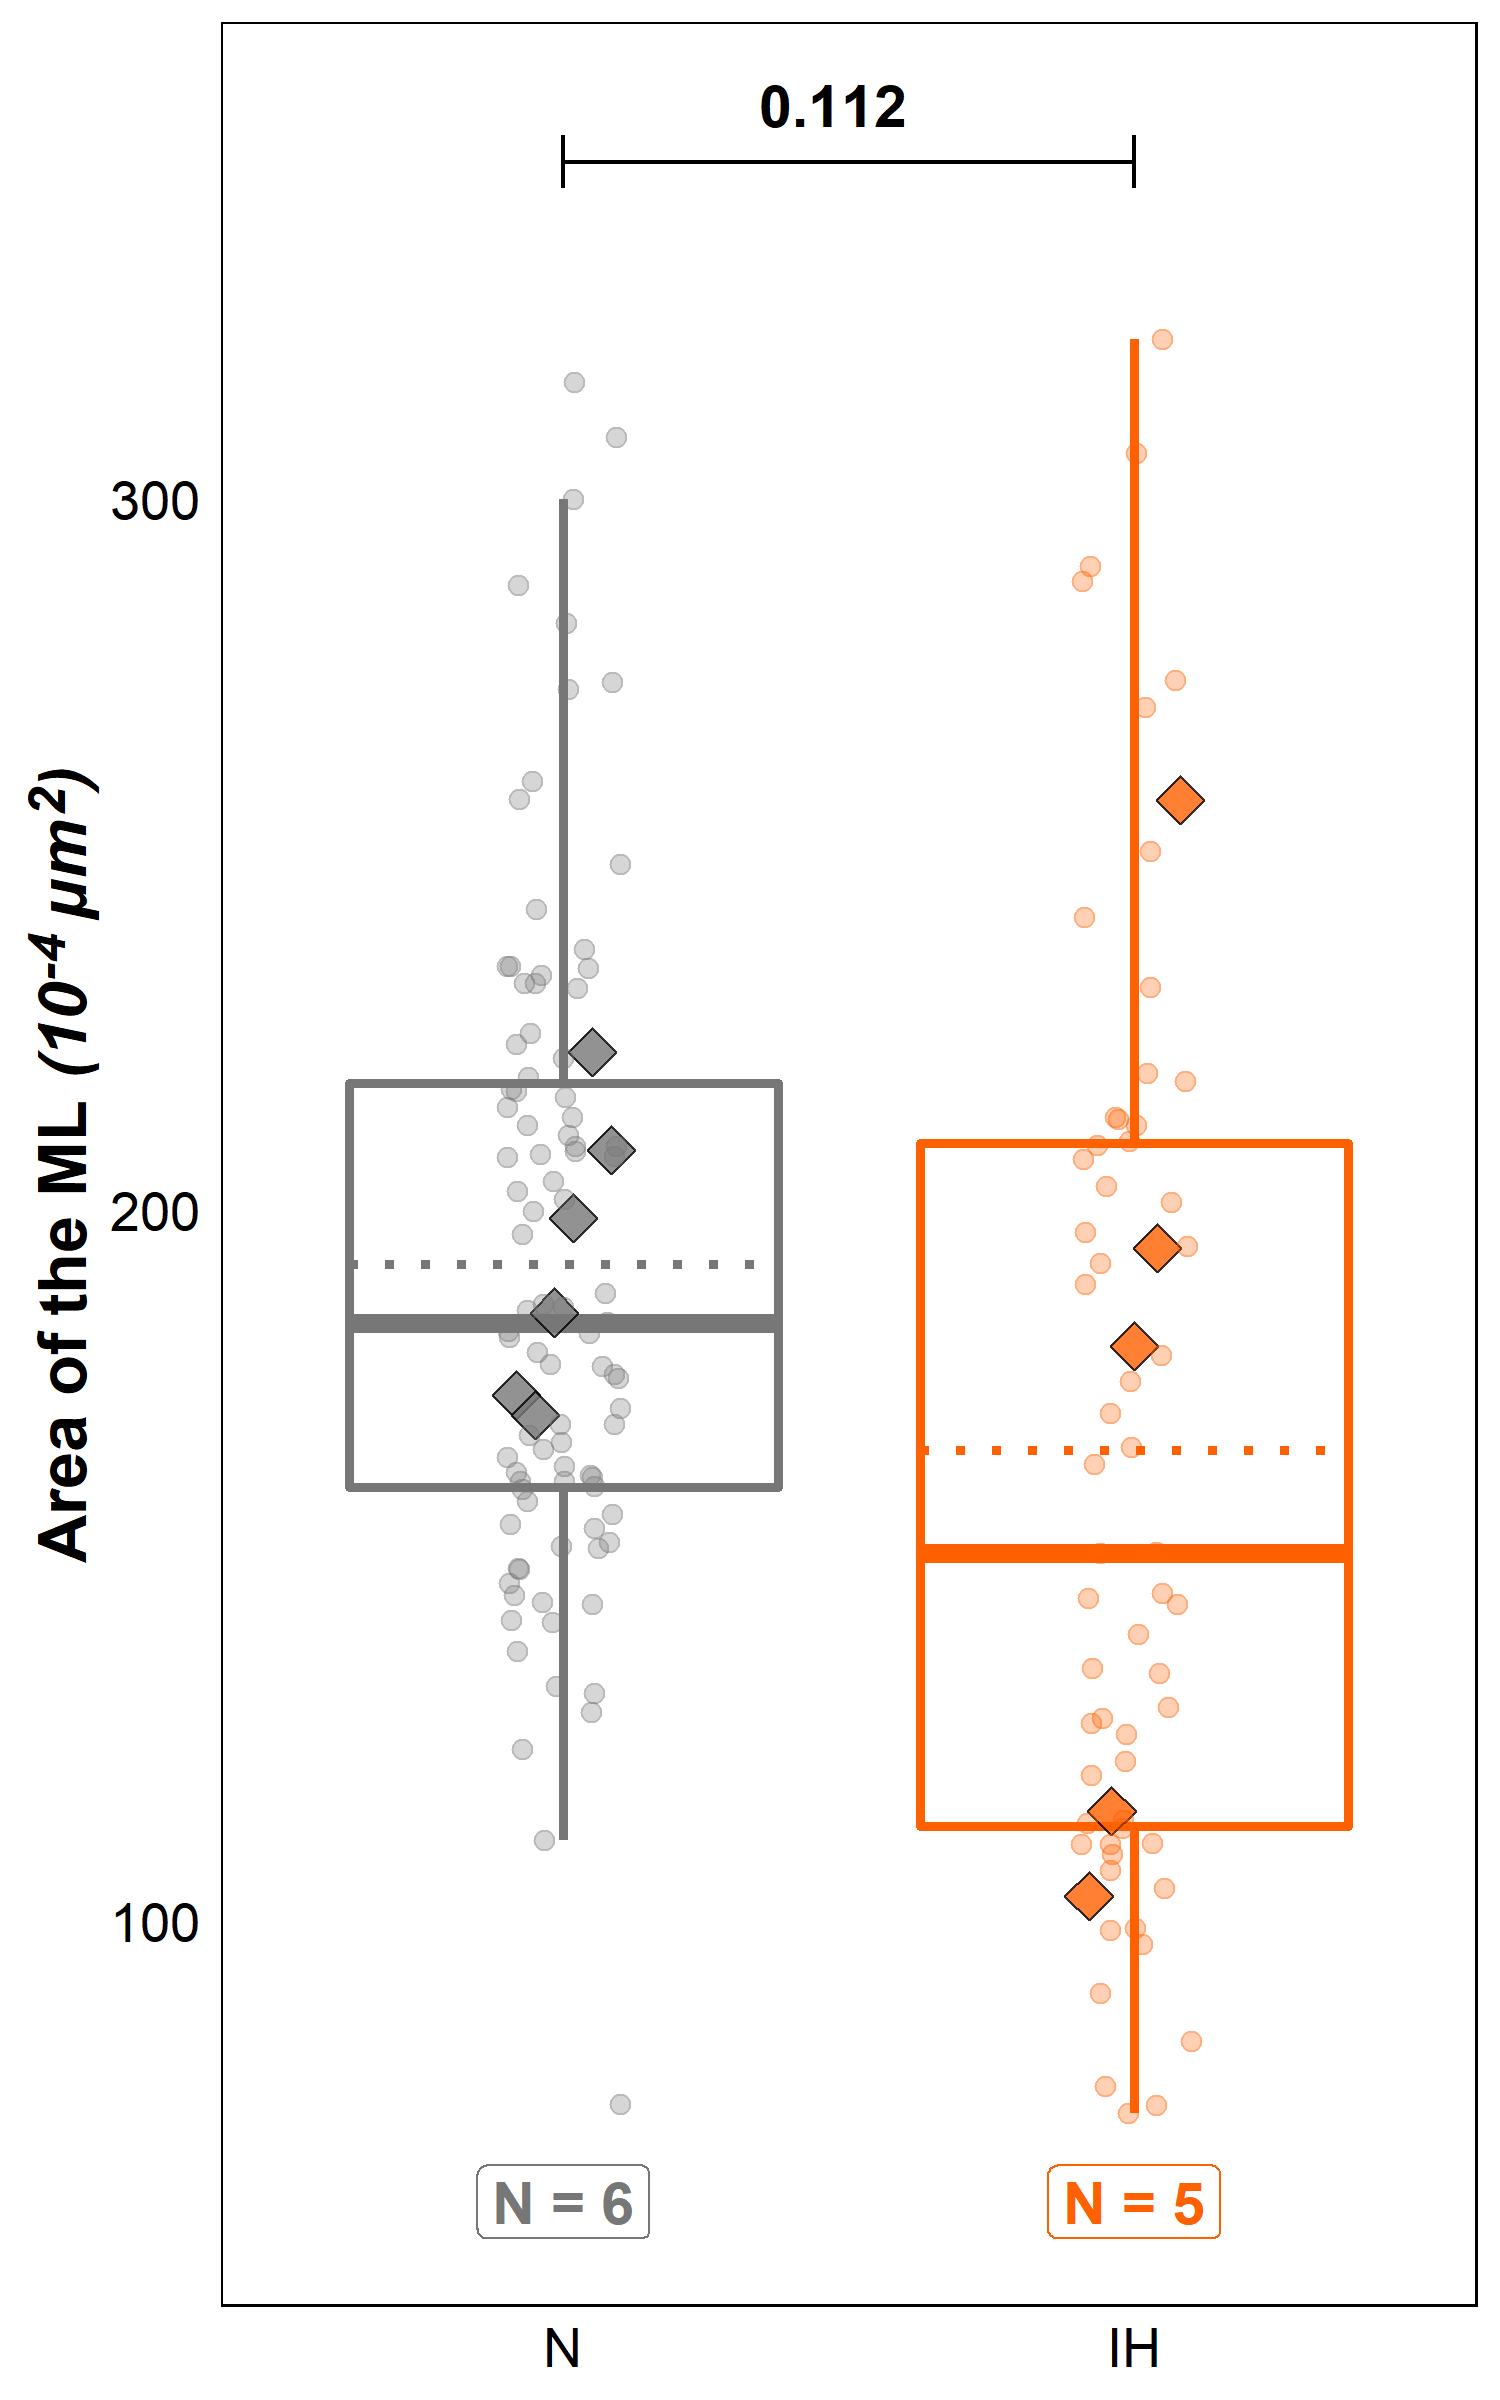 0.112
Area of the ML (10⁻⁴ µm²)
300
200
100
N = 6
N = 5
N
IH